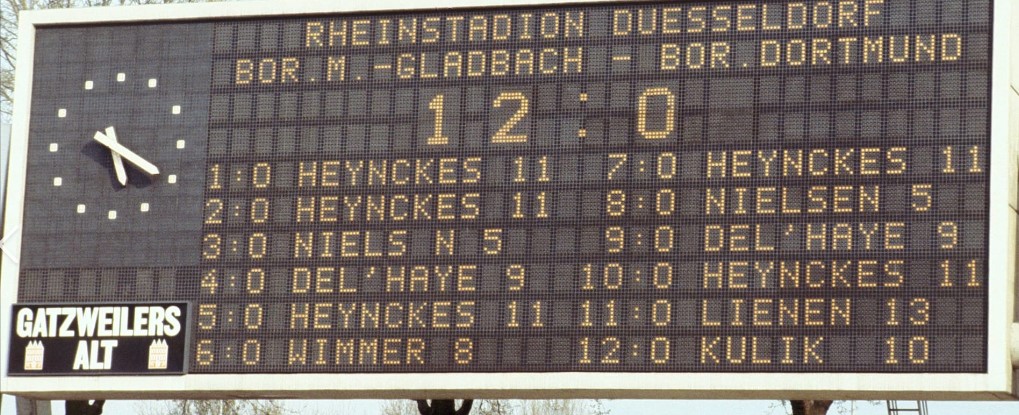 RHEINSTADION DUESSELDORF
BOR.M.-GLADBACH - BOR.DORTMUND
12:0
1:0 HEYNCKES 11 7:0 HEYNCKES 11
2:0 HEYNCKES 11 8:0 NIELSEN 5
3:0 NIELS N 5 9:0 DEL'HAYE 9
4:0 DEL'HAYE 9 10:0 HEYNCKES 11
5:0 HEYNCKES 11 11:0 LIENEN 13
6:0 WIMMER 8 12:0 KULIK 10
GATZWEILERS
ALT